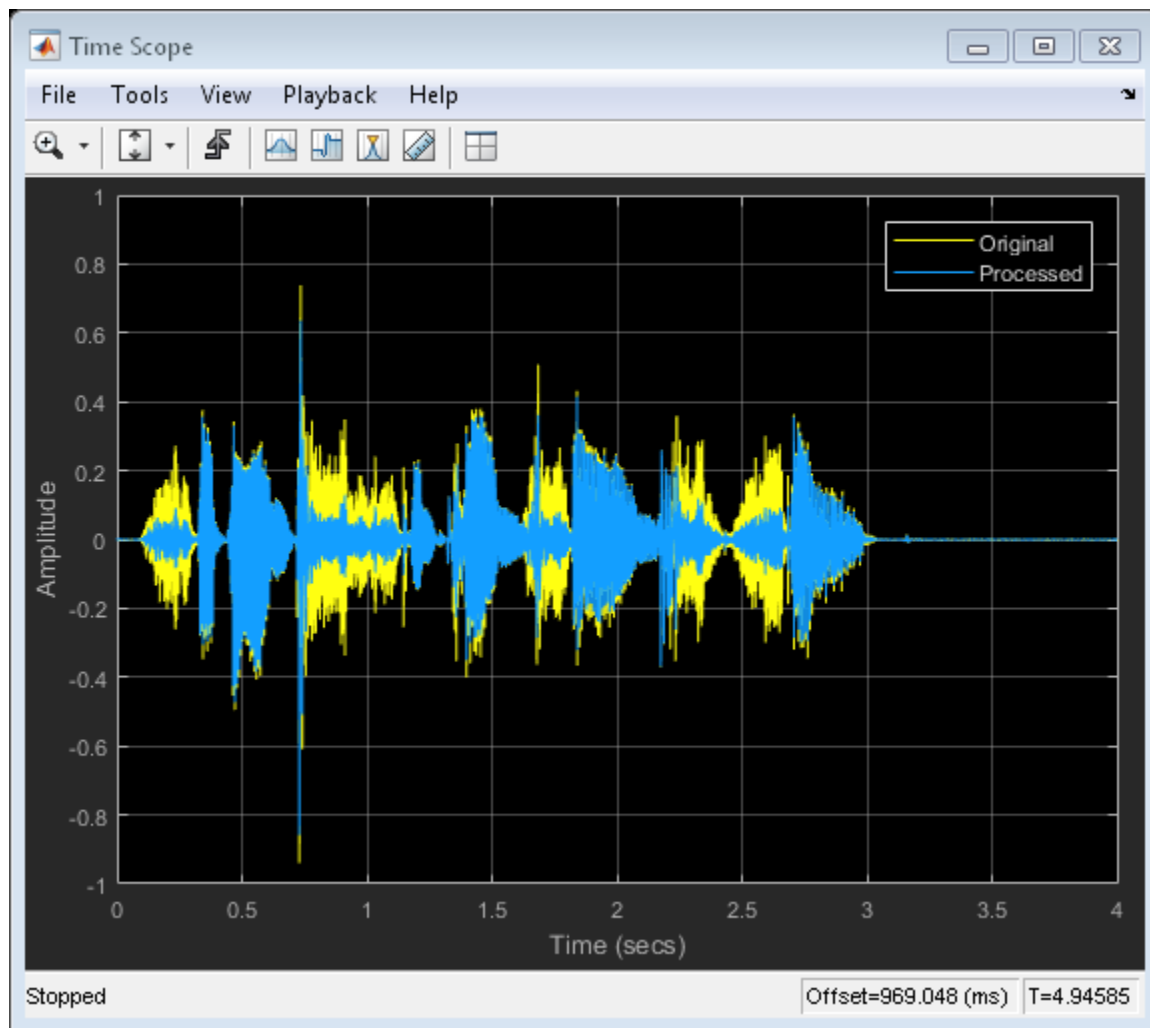 Time Scope
File Tools View Playback Help
Original
Processed
1
0.8
0.6
0.4
0.2
0
-0.2
-0.4
-0.6
-0.8
-1
Amplitude
0 0.5 1 1.5 2 2.5 3 3.5 4
Time (secs)
Stopped Offset=969.048 (ms) T=4.94585